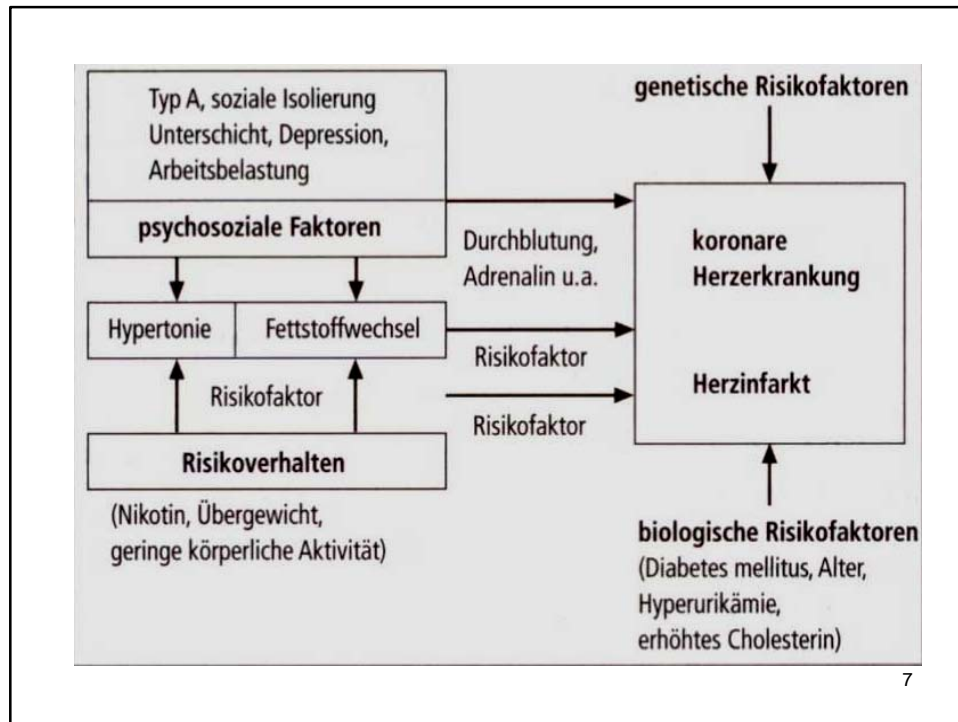 Typ A, soziale Isolierung
Unterschicht, Depression,
Arbeitsbelastung
psychosoziale Faktoren
Hypertonie
Fettstoffwechsel
Risikofaktor
Risikoverhalten
(Nikotin, Übergewicht,
geringe körperliche Aktivität)
Durchblutung,
Adrenalin u.a.
Risikofaktor
Risikofaktor
genetische Risikofaktoren
koronare
Herzerkrankung
Herzinfarkt
biologische Risikofaktoren
(Diabetes mellitus, Alter,
Hyperurikämie,
erhöhtes Cholesterin)
7